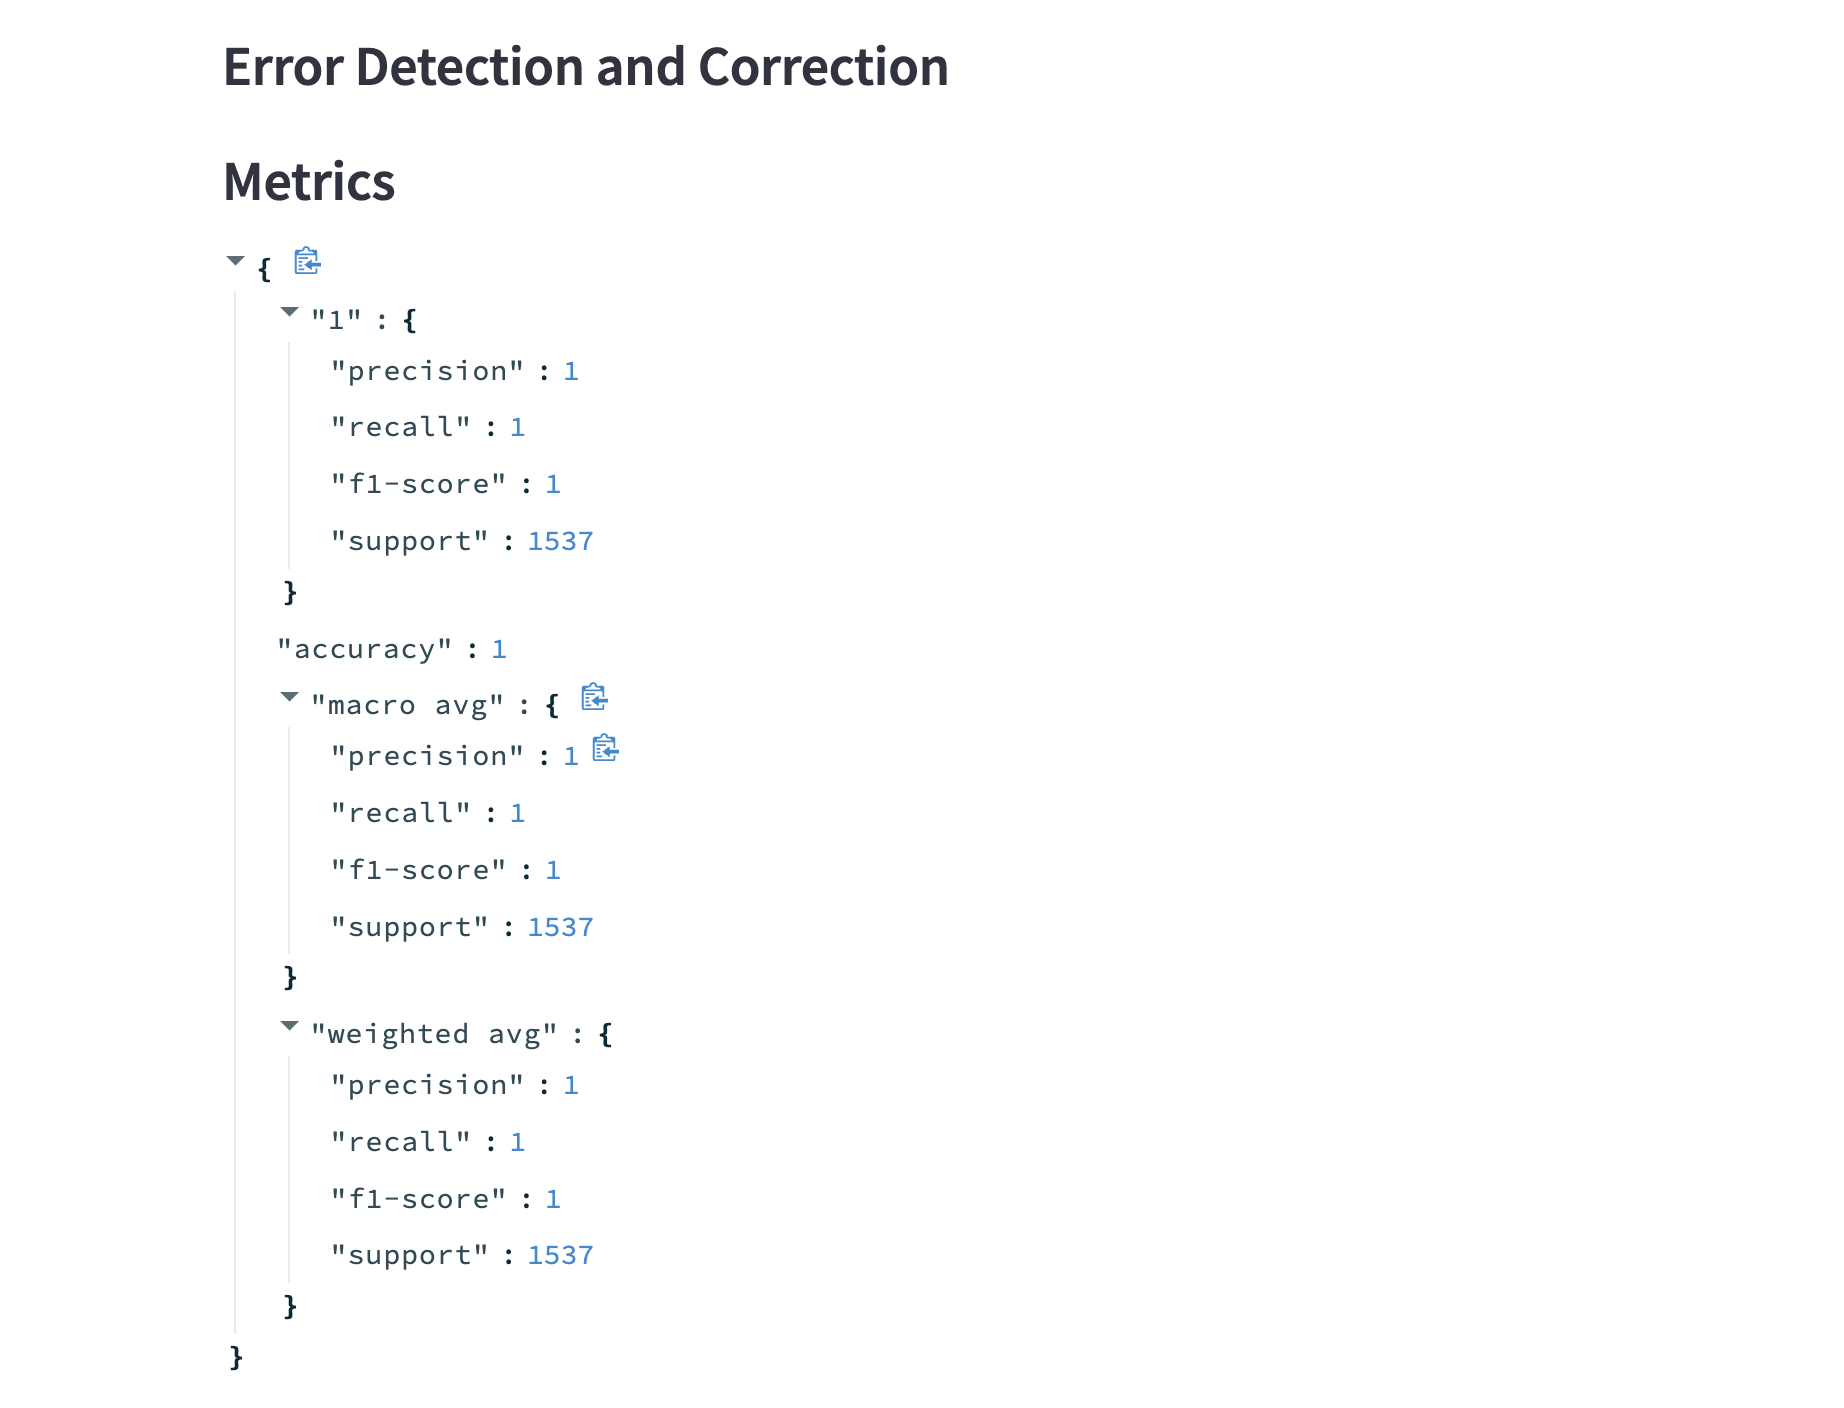 Error Detection and Correction
Metrics
{
"1" : {
"precision" : 1
"recall" : 1
"f1-score" : 1
"support" : 1537
}
"accuracy" : 1
"macro avg" : {
"precision" : 1
"recall" : 1
"f1-score" : 1
"support" : 1537
}
"weighted avg" : {
"precision" : 1
"recall" : 1
"f1-score" : 1
"support" : 1537
}
}